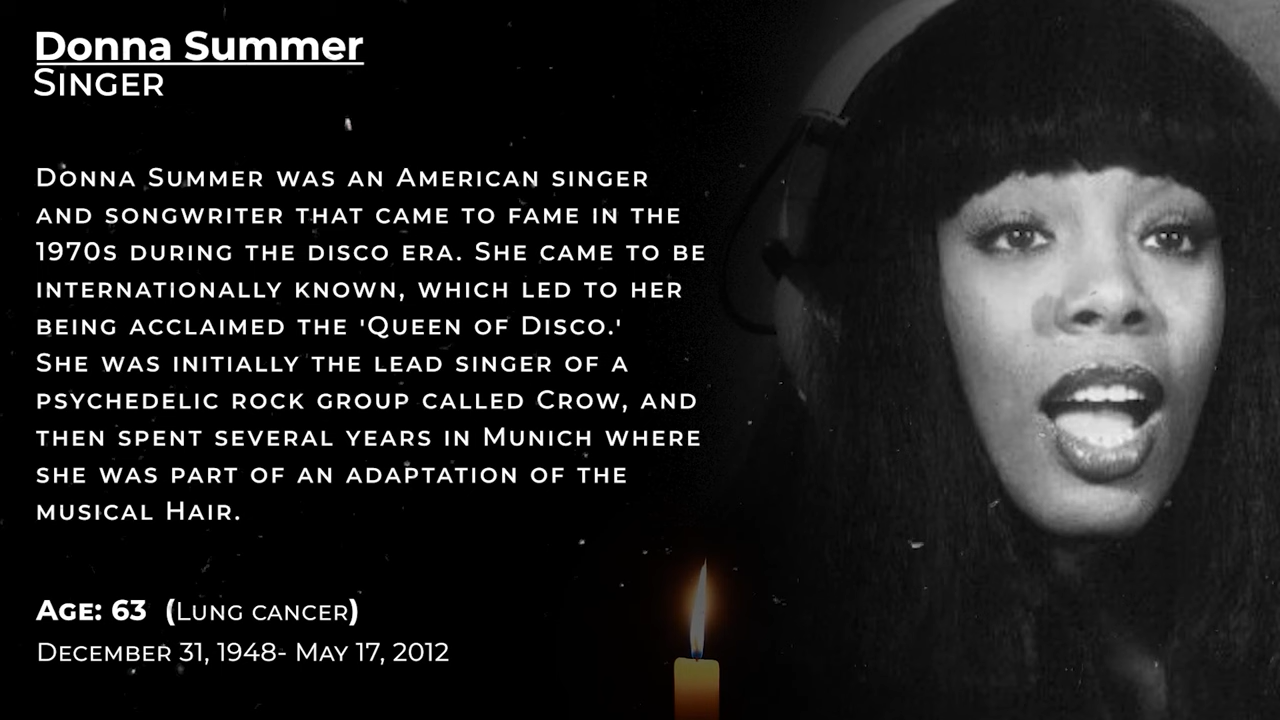 Donna Summer
SINGER
DONNA SUMMER WAS AN AMERICAN SINGER
AND SONGWRITER THAT CAME TO FAME IN THE
1970S DURING THE DISCO ERA. SHE CAME TO BE
INTERNATIONALLY KNOWN, WHICH LED TO HER
BEING ACCLAIMED THE 'QUEEN OF DISCO.'
SHE WAS INITIALLY THE LEAD SINGER OF A
PSYCHEDELIC ROCK GROUP CALLED CROW, AND
THEN SPENT SEVERAL YEARS IN MUNICH WHERE
SHE WAS PART OF AN ADAPTATION OF THE
MUSICAL HAIR.
AGE: 63 (LUNG CANCER)
DECEMBER 31, 1948- MAY 17, 2012